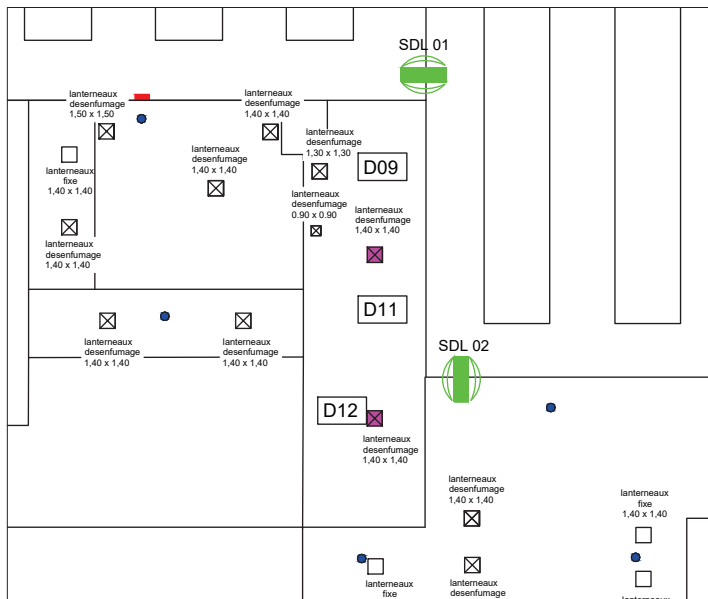 SDL 01
lanterneaux
desenfumage
1,50 x 1,50
lanterneaux
desenfumage
1,40 x 1,40
lanterneaux
desenfumage
1,30 x 1,30
D09
lanterneaux
desenfumage
1,40 x 1,40
lanterneaux
fixe
1,40 x 1,40
lanterneaux
desenfumage
0.90 x 0.90
lanterneaux
desenfumage
1,40 x 1,40
lanterneaux
desenfumage
1,40 x 1,40
D11
lanterneaux
desenfumage
1,40 x 1,40
lanterneaux
desenfumage
1,40 x 1,40
SDL 02
D12
lanterneaux
desenfumage
1,40 x 1,40
lanterneaux
desenfumage
1,40 x 1,40
lanterneaux
fixe
1,40 x 1,40
lanterneaux
fixe
lanterneaux
desenfumage
lanterneaux